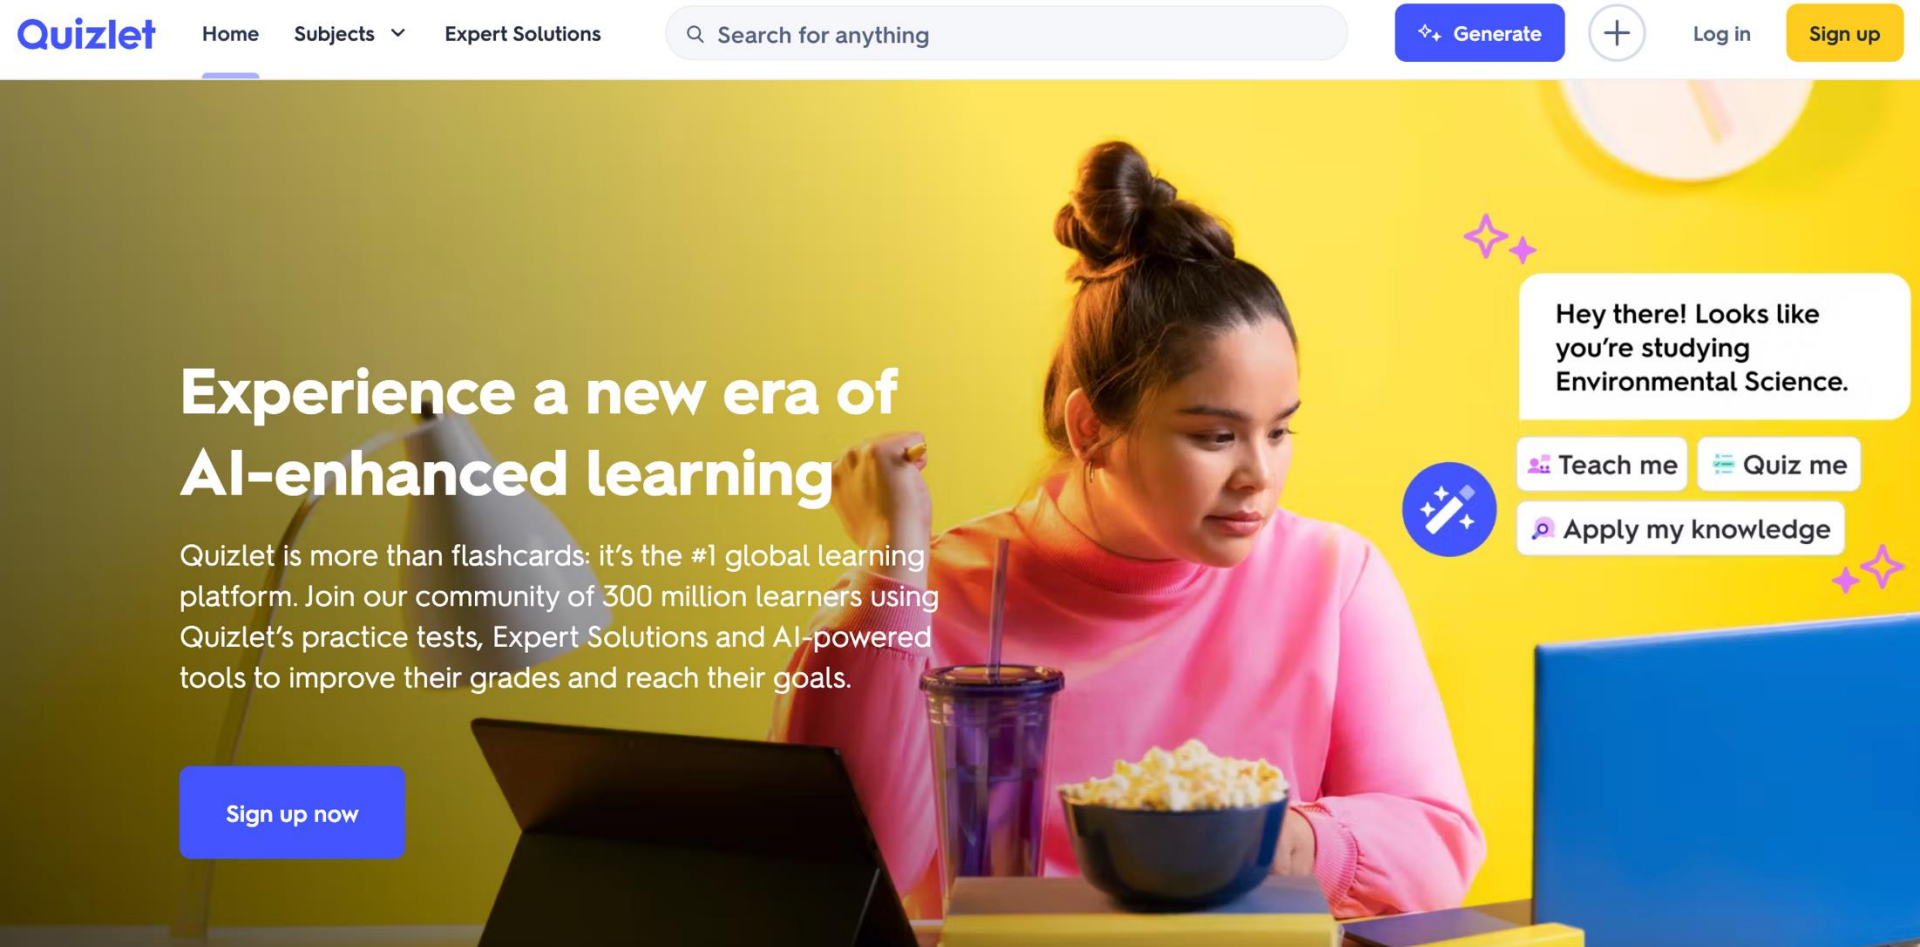 Quizlet
Home
Subjects
Expert Solutions
Search for anything
Generate
Log in
Sign up
Experience a new era of
AI-enhanced learning
Quizlet is more than flashcards: it's the #1 global learning
platform. Join our community of 300 million learners using
Quizlet's practice tests, Expert Solutions and AI-powered
tools to improve their grades and reach their goals.
Sign up now
Hey there! Looks like
you're studying
Environmental Science.
Teach me
Quiz me
Apply my knowledge